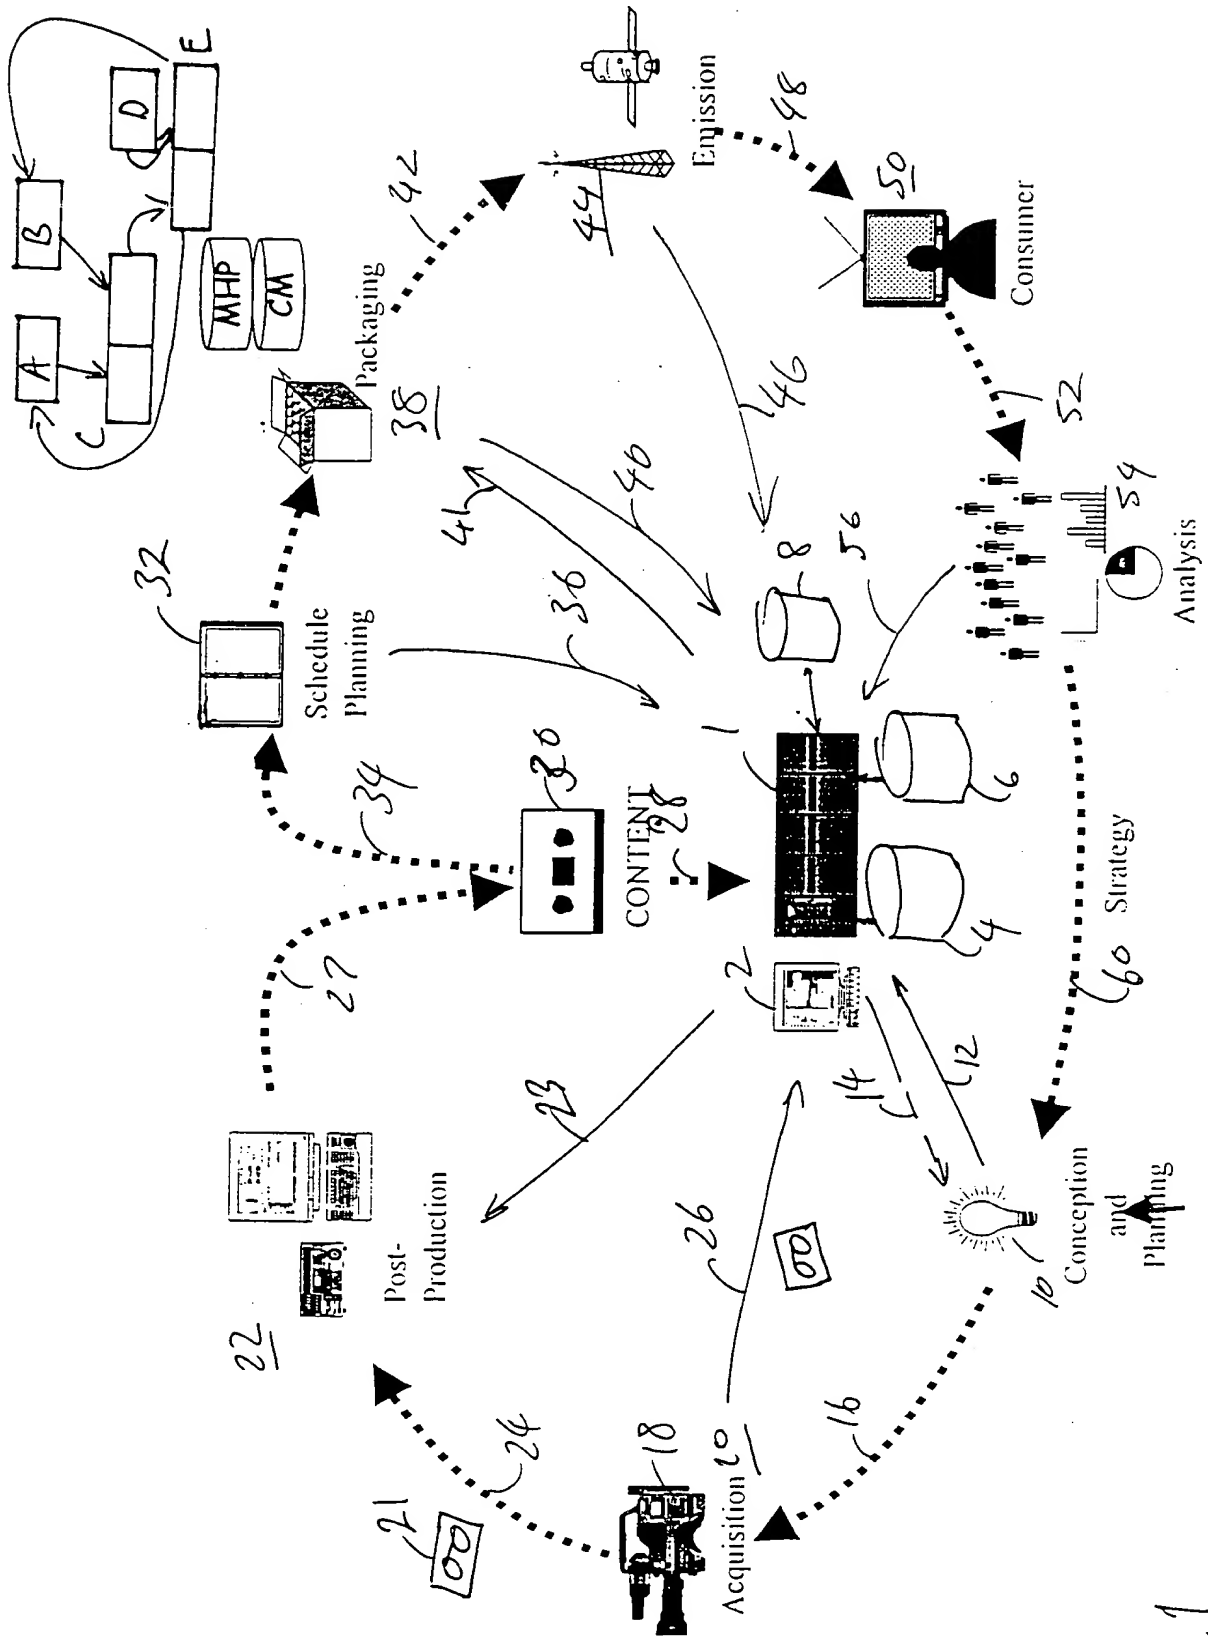 A
B
C
D
E
MHP
CM
32
Schedule
Planning
Packaging
38
42
44
Emission
48
50
Consumer
52
54
Analysis
56
46
40
41
36
34
27
30
CONTENT
28
1
8
6
4
2
22
Post-
Production
23
24
21
18
Acquisition
20
26
14
12
16
10
Conception
and
Planning
60
Strategy
1